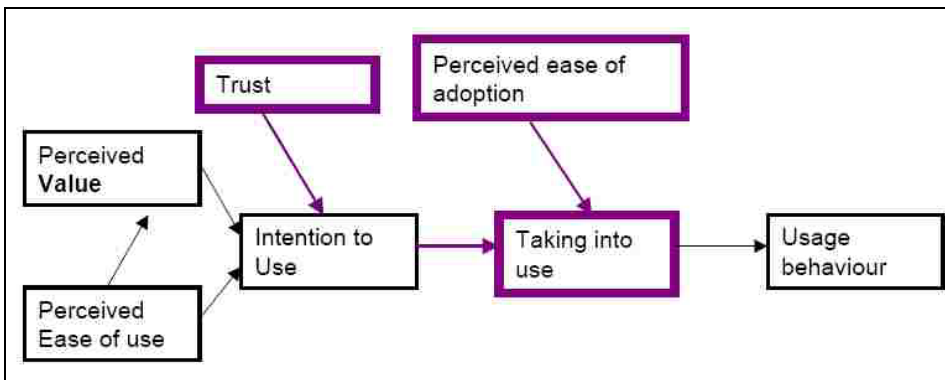 Trust
Perceived ease of
adoption
Perceived
Value
Intention to
Use
Taking into
use
Usage
behaviour
Perceived
Ease of use